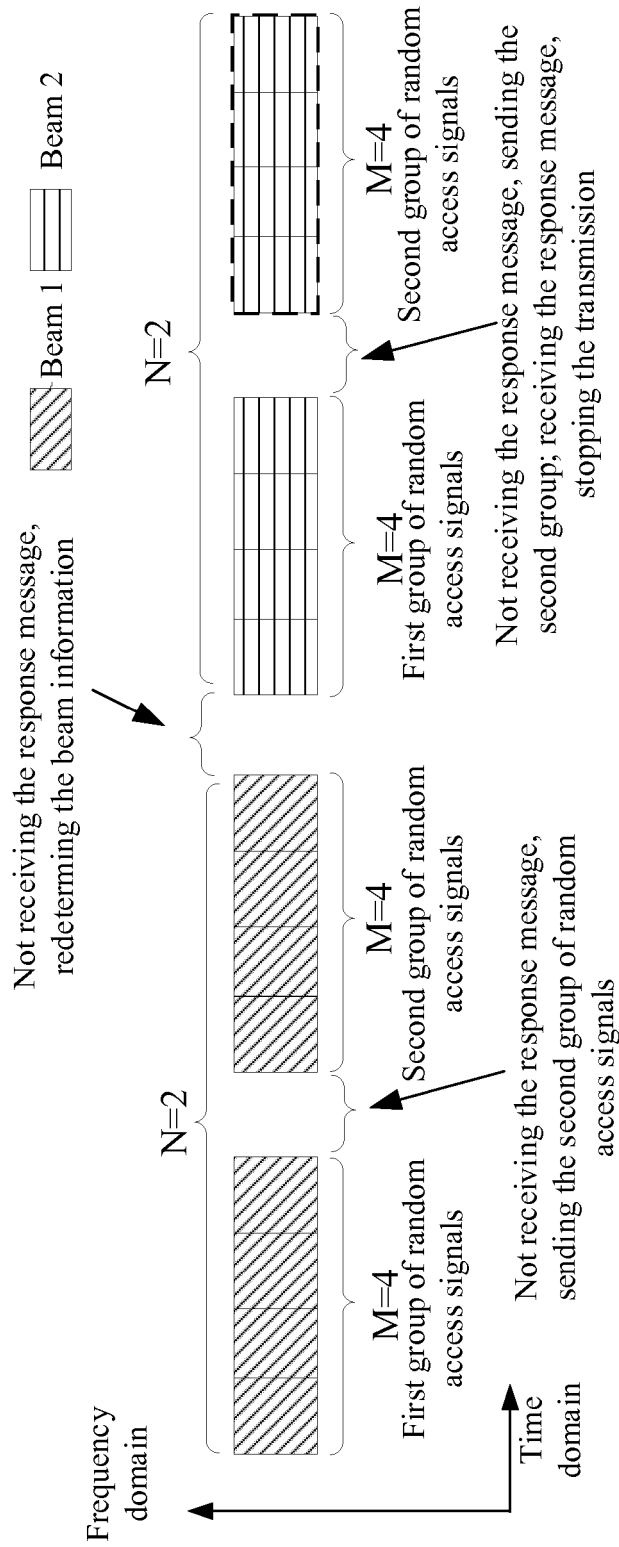 Beam 1
Beam 2
Not receiving the response message,
redeterming the beam information
N=2
N=2
M=4
First group of random
access signals
M=4
Second group of random
access signals
M=4
First group of random
access signals
M=4
Second group of random
access signals
Not receiving the response message,
sending the second group of random
access signals
Not receiving the response message, sending the
second group; receiving the response message,
stopping the transmission
Frequency
domain
Time
domain